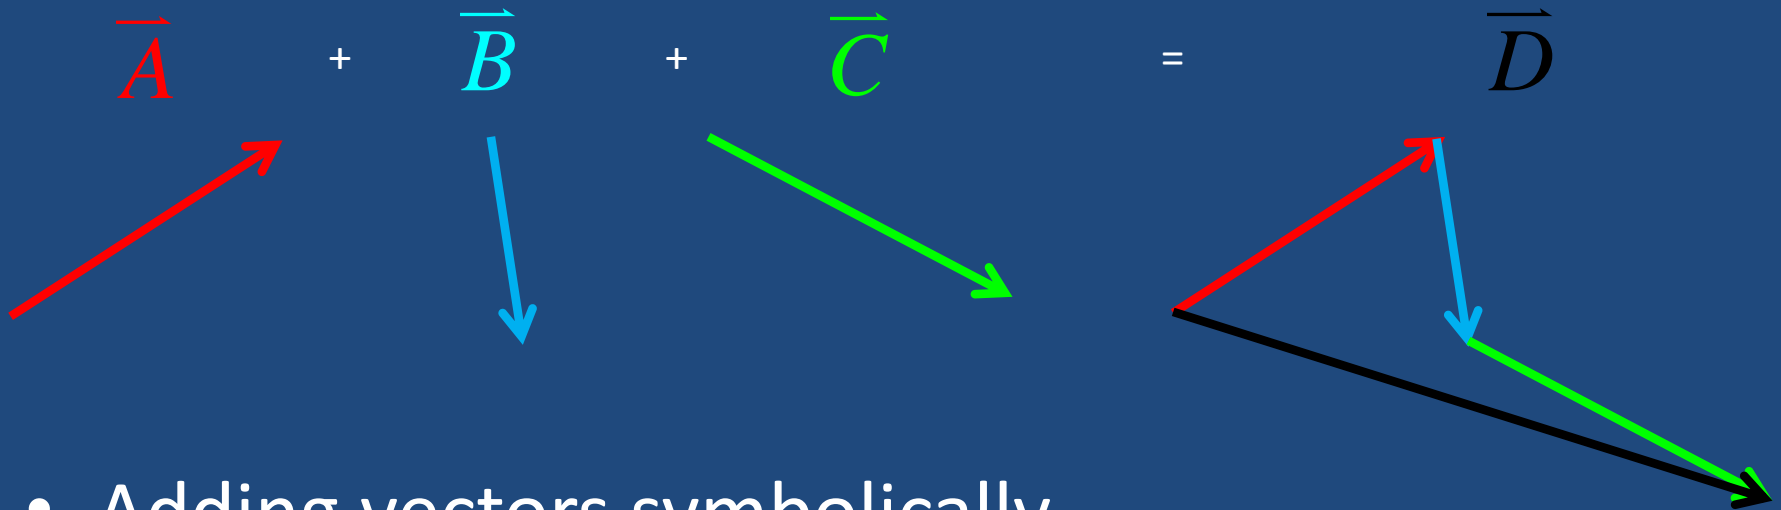 A + B + C = D
• Adding vectors symbolically